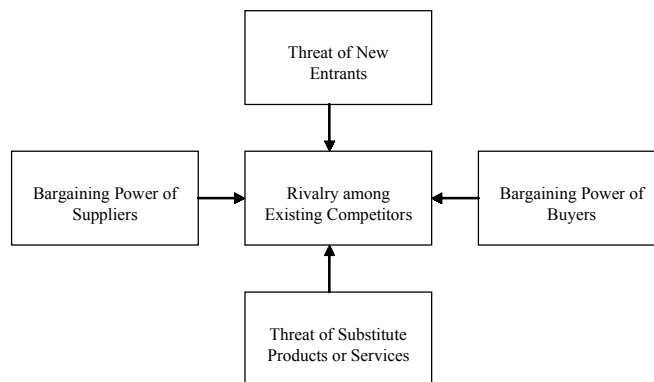 Threat of New
Entrants
Bargaining Power of
Suppliers
Rivalry among
Existing Competitors
Bargaining Power of
Buyers
Threat of Substitute
Products or Services